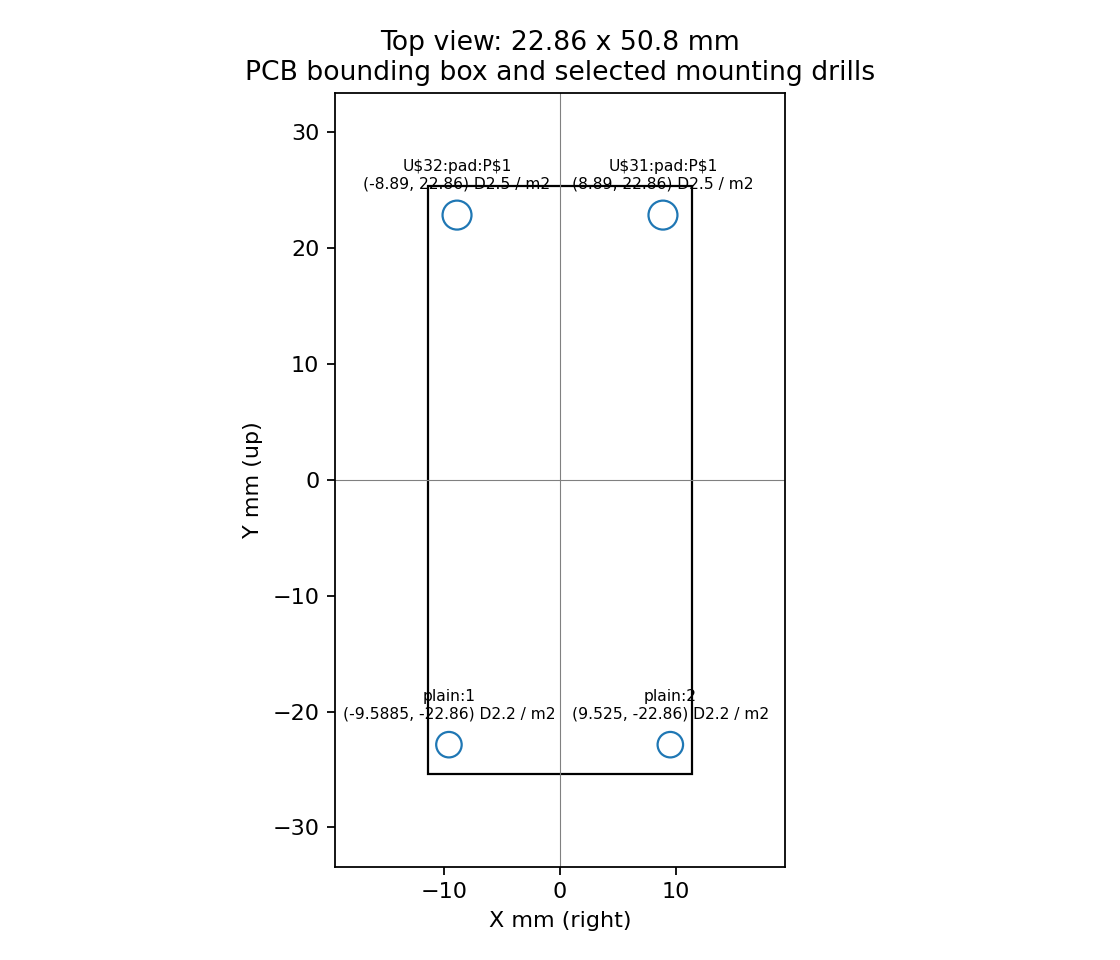 Top view: 22.86 x 50.8 mm
PCB bounding box and selected mounting drills
30
U$32:pad:P$1
(-8.89, 22.86) D2.5 / m2
U$31:pad:P$1
(8.89, 22.86) D2.5 / m2
20
10
Y mm (up)
0
−10
plain:1
(-9.5885, -22.86) D2.2 / m2
plain:2
(9.525, -22.86) D2.2 / m2
−20
−30
−10
0
10
X mm (right)